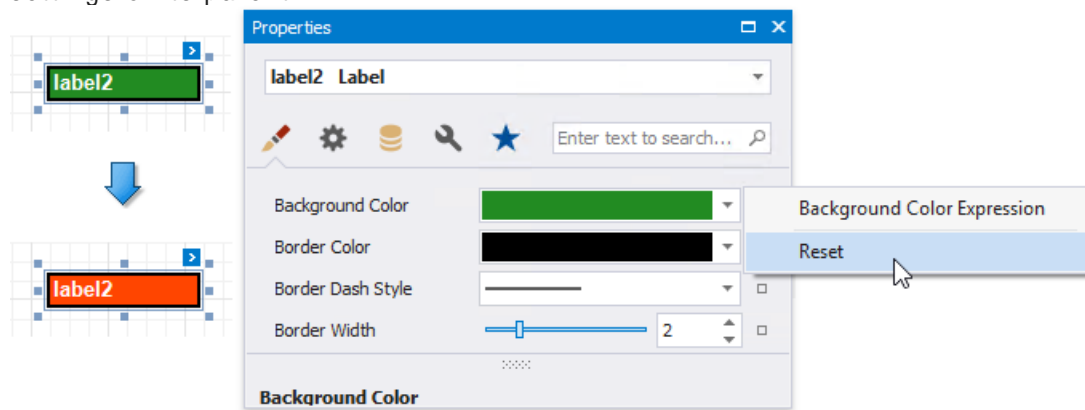 Properties
label2
label2 Label
Enter text to search...
Background Color
Background Color Expression
Border Color
Reset
label2
Border Dash Style
Border Width
2
Background Color